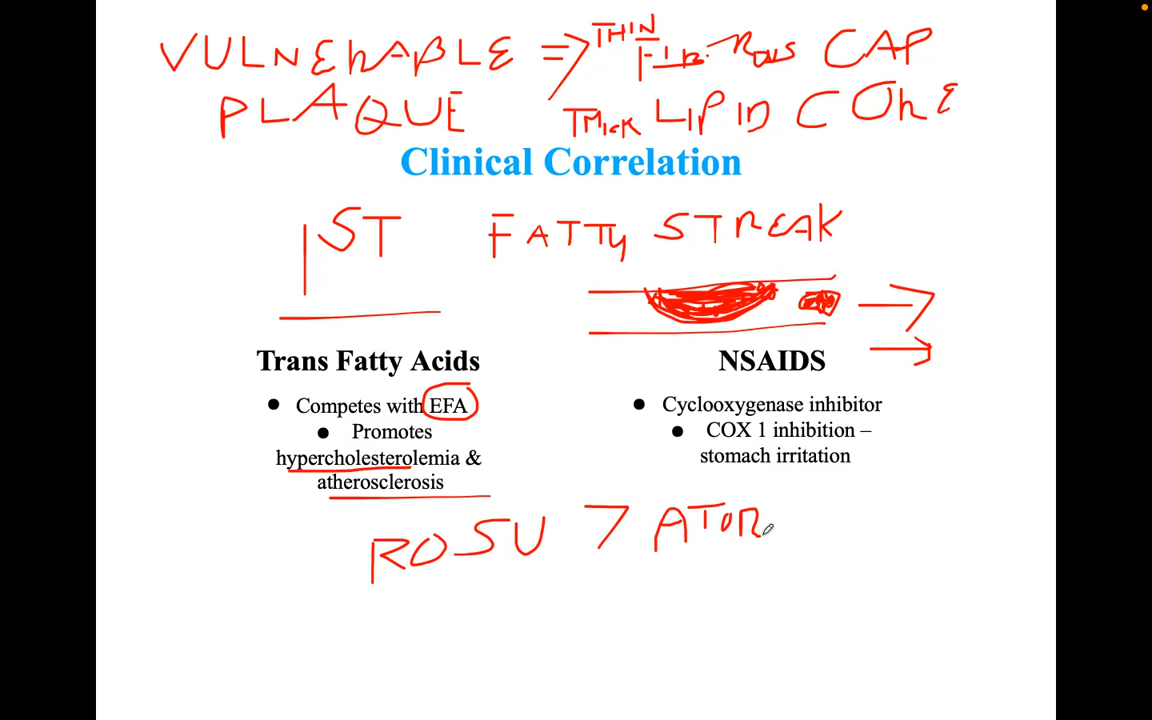 VULNERABLE => THIN FIBROUS CAP
PLAQUE THICK LIPID CORE
Clinical Correlation
1ST FATTY STREAK
Trans Fatty Acids
● Competes with EFA
● Promotes
hypercholesterolemia &
atherosclerosis
NSAIDS
● Cyclooxygenase inhibitor
● COX 1 inhibition –
stomach irritation
ROSU > ATOR